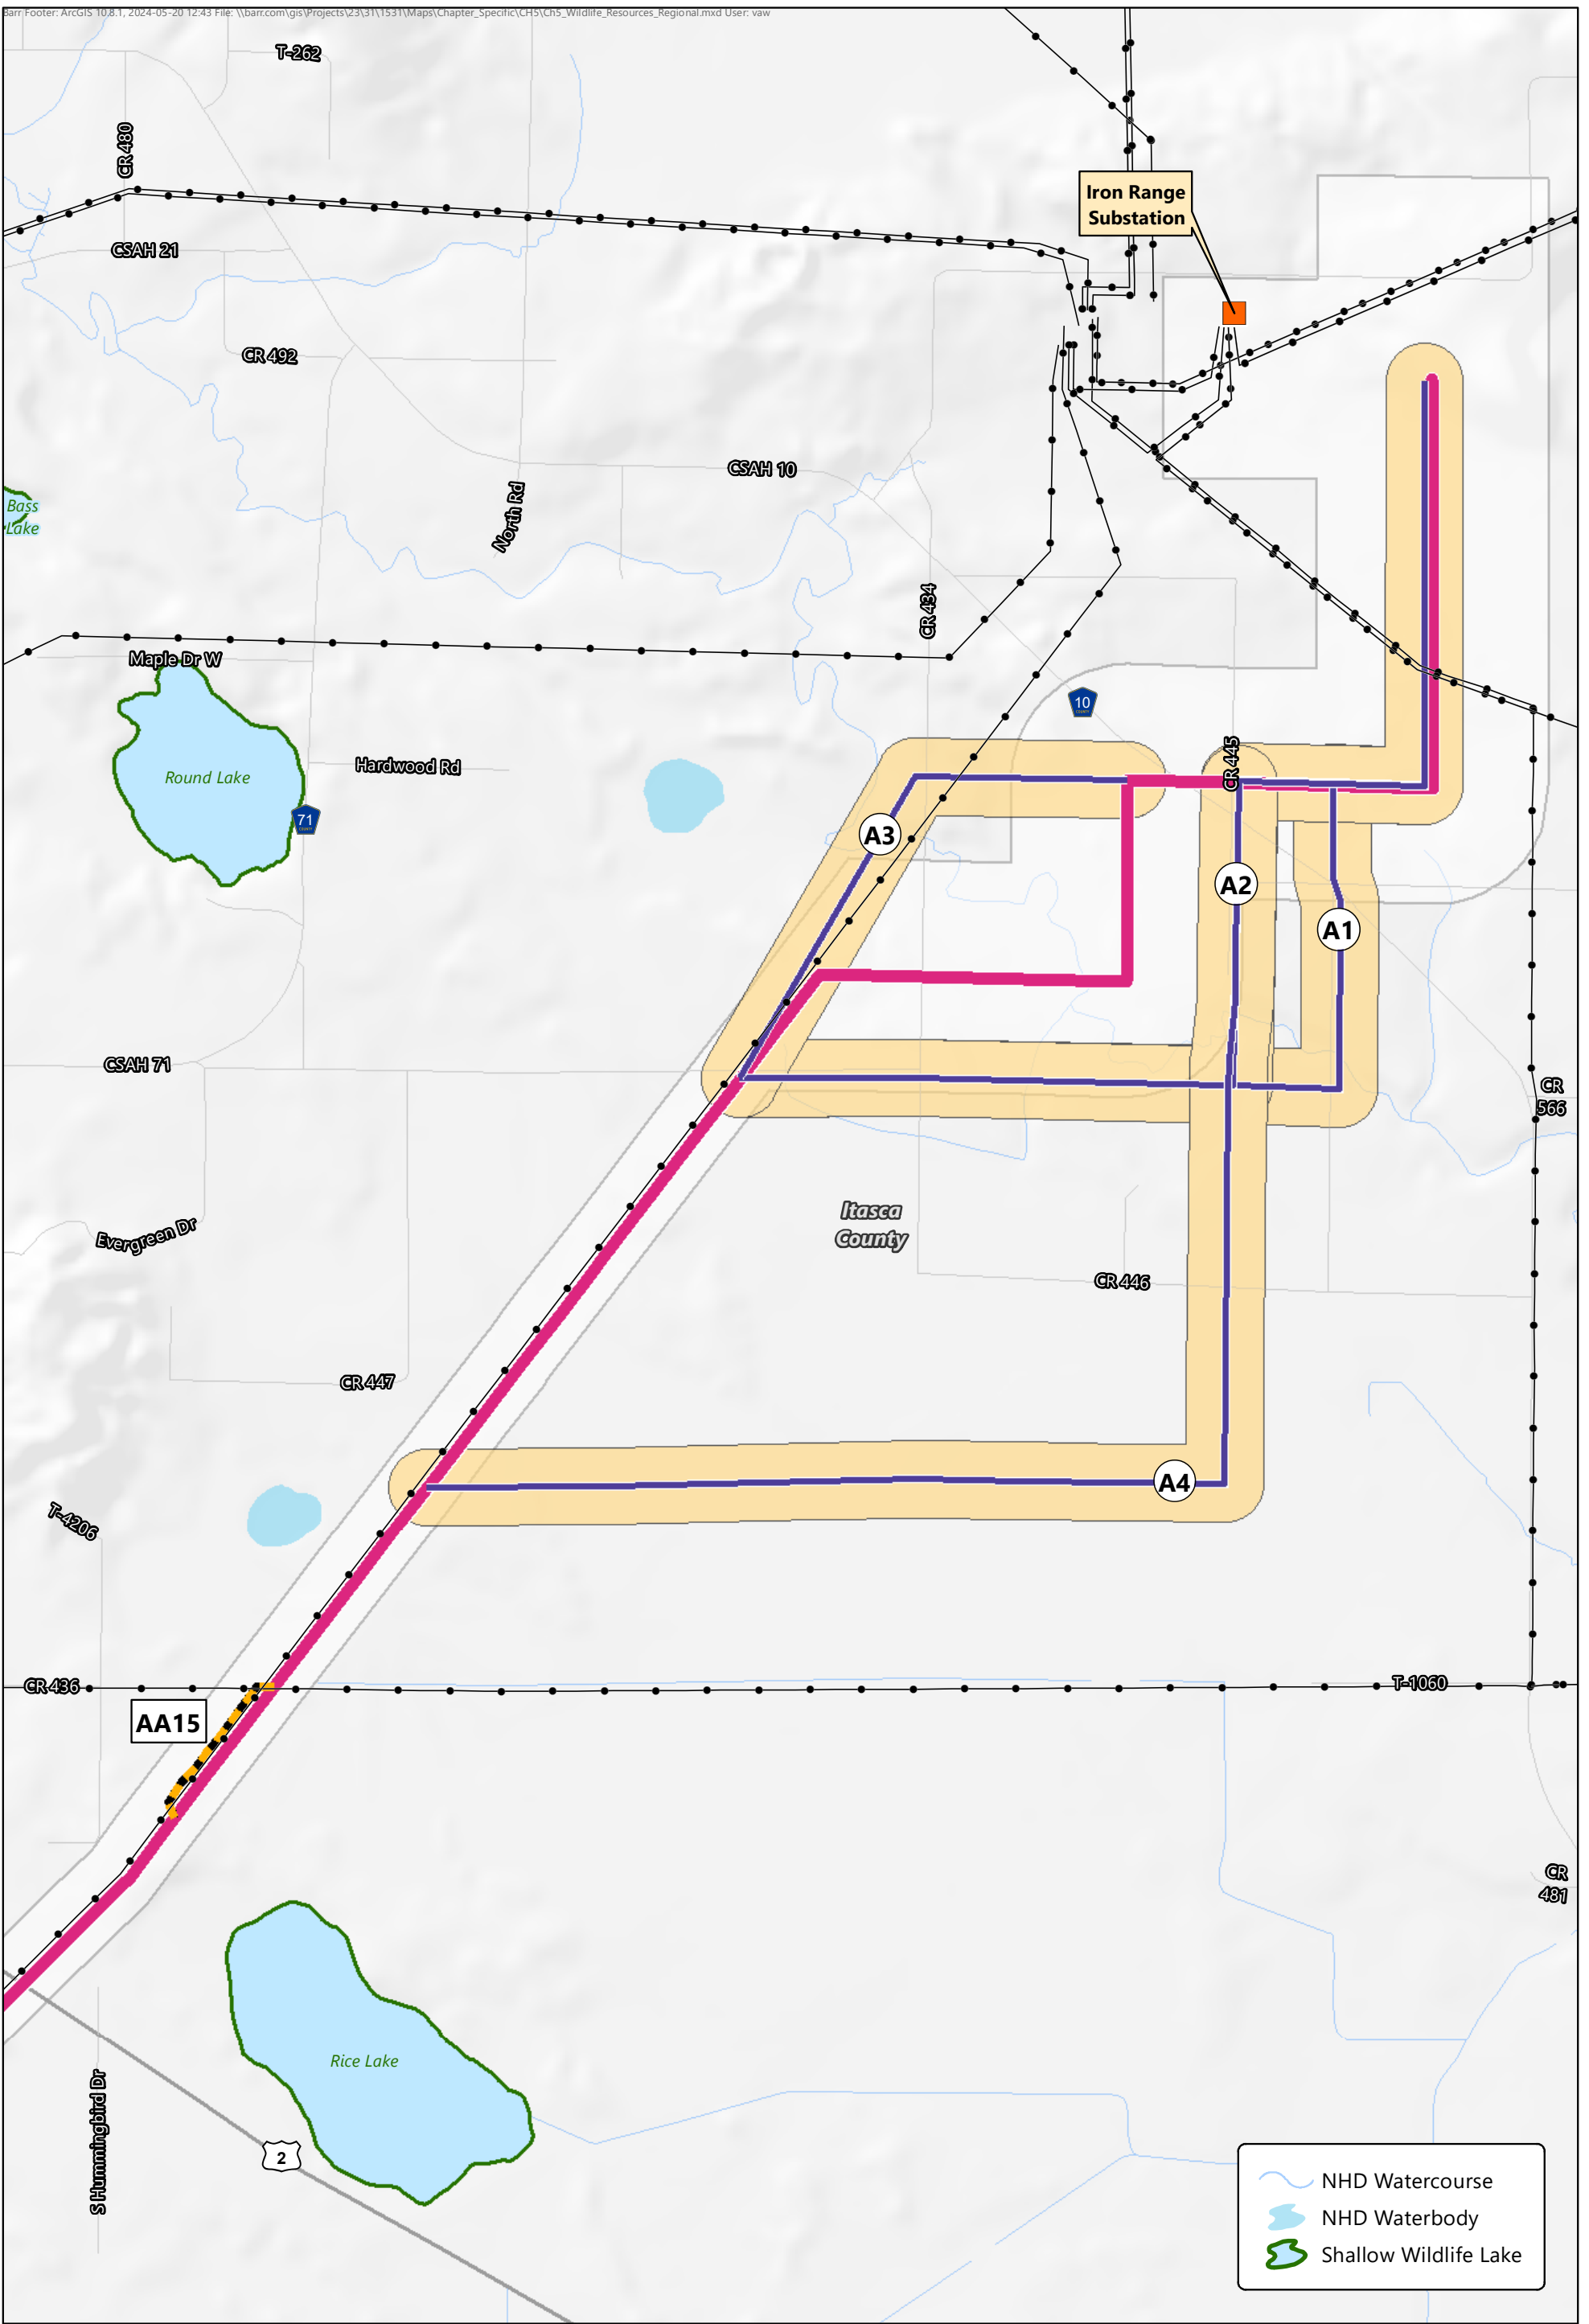 Barr Footer: ArcGIS 10.8.1, 2024-05-20 12:43 File: \\barr.com\gis\Projects\23\31\1531\Maps\Chapter_Specific\CH5\Ch5_Wildlife_Resources_Regional.mxd User: vaw
T-262
CR 480
Iron Range
Substation
CSAH 21
CR 492
CSAH 10
North Rd
Bass
Lake
CR 434
Maple Dr W
10
COUNTY
Round Lake
Hardwood Rd
CR 445
71
COUNTY
A3
A2
A1
CSAH 71
CR
566
Itasca
County
Evergreen Dr
CR 446
CR 447
A4
T-4206
CR 436
T-1060
AA15
CR
481
Rice Lake
S Hummingbird Dr
2
NHD Watercourse
NHD Waterbody
Shallow Wildlife Lake